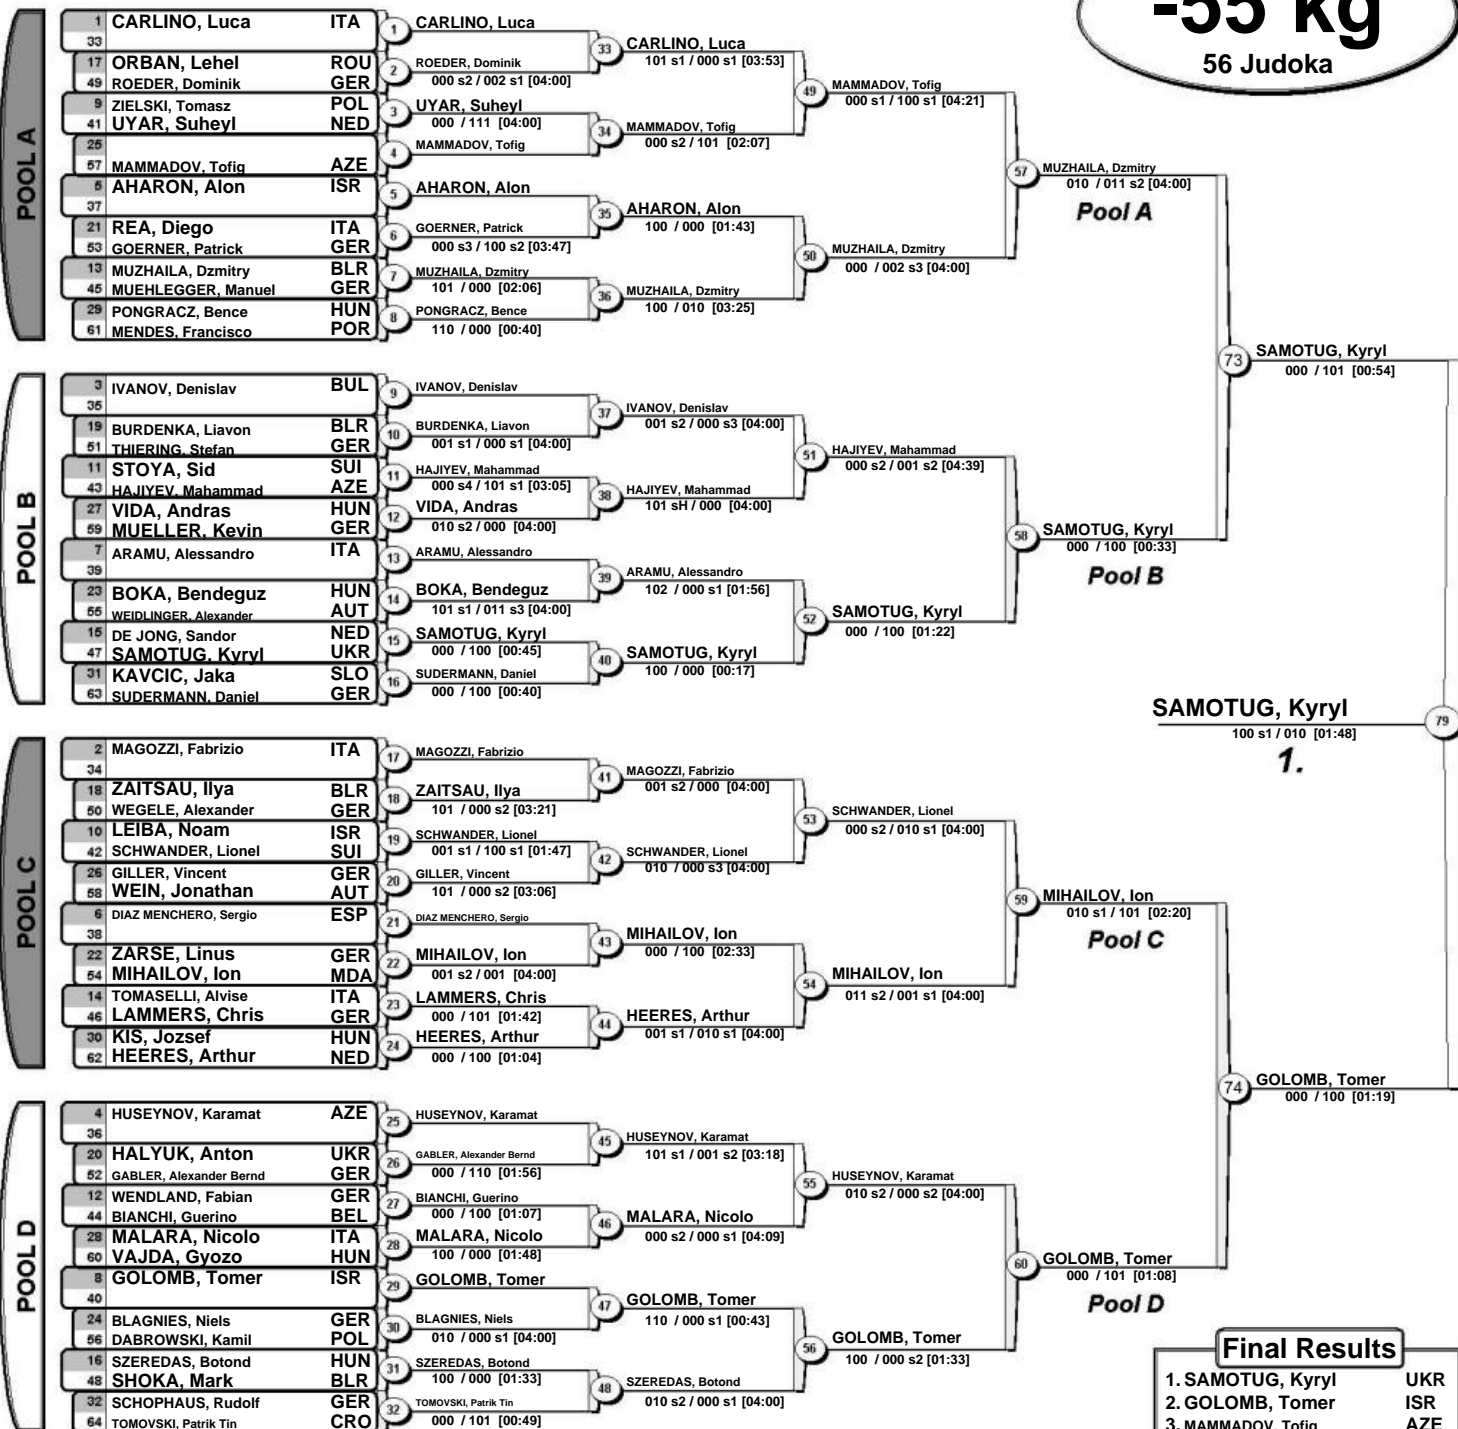 -55 kg
56 Judoka
POOL A
1 CARLINO, Luca ITA
33
17 ORBAN, Lehel ROU
49 ROEDER, Dominik GER
9 ZIELSKI, Tomasz POL
41 UYAR, Suheyl NED
25
57 MAMMADOV, Tofig AZE
5 AHARON, Alon ISR
37
21 REA, Diego ITA
53 GOERNER, Patrick GER
13 MUZHAILA, Dzmitry BLR
45 MUEHLEGGER, Manuel GER
29 PONGRACZ, Bence HUN
61 MENDES, Francisco POR
1 CARLINO, Luca
2 ROEDER, Dominik
000 s2 / 002 s1 [04:00]
3 UYAR, Suheyl
000 / 111 [04:00]
4 MAMMADOV, Tofig
5 AHARON, Alon
6 GOERNER, Patrick
000 s3 / 100 s2 [03:47]
7 MUZHAILA, Dzmitry
101 / 000 [02:06]
8 PONGRACZ, Bence
110 / 000 [00:40]
33 CARLINO, Luca
101 s1 / 000 s1 [03:53]
34 MAMMADOV, Tofig
000 s2 / 101 [02:07]
35 AHARON, Alon
100 / 000 [01:43]
36 MUZHAILA, Dzmitry
100 / 010 [03:25]
49 MAMMADOV, Tofig
000 s1 / 100 s1 [04:21]
50 MUZHAILA, Dzmitry
000 / 002 s3 [04:00]
57 MUZHAILA, Dzmitry
010 / 011 s2 [04:00]
Pool A
POOL B
3 IVANOV, Denislav BUL
35
19 BURDENKA, Liavon BLR
51 THIERING, Stefan GER
11 STOYA, Sid SUI
43 HAJIYEV, Mahammad AZE
27 VIDA, Andras HUN
59 MUELLER, Kevin GER
7 ARAMU, Alessandro ITA
39
23 BOKA, Bendeguz HUN
55 WEIDLINGER, Alexander AUT
15 DE JONG, Sandor NED
47 SAMOTUG, Kyryl UKR
31 KAVCIC, Jaka SLO
63 SUDERMANN, Daniel GER
9 IVANOV, Denislav
10 BURDENKA, Liavon
001 s1 / 000 s1 [04:00]
11 HAJIYEV, Mahammad
000 s4 / 101 s1 [03:05]
12 VIDA, Andras
010 s2 / 000 [04:00]
13 ARAMU, Alessandro
14 BOKA, Bendeguz
101 s1 / 011 s3 [04:00]
15 SAMOTUG, Kyryl
000 / 100 [00:45]
16 SUDERMANN, Daniel
000 / 100 [00:40]
37 IVANOV, Denislav
001 s2 / 000 s3 [04:00]
38 HAJIYEV, Mahammad
101 sH / 000 [04:00]
39 ARAMU, Alessandro
102 / 000 s1 [01:56]
40 SAMOTUG, Kyryl
100 / 000 [00:17]
51 HAJIYEV, Mahammad
000 s2 / 001 s2 [04:39]
52 SAMOTUG, Kyryl
000 / 100 [01:22]
58 SAMOTUG, Kyryl
000 / 100 [00:33]
Pool B
73 SAMOTUG, Kyryl
000 / 101 [00:54]
SAMOTUG, Kyryl 79
100 s1 / 010 [01:48]
1.
POOL C
2 MAGOZZI, Fabrizio ITA
34
18 ZAITSAU, Ilya BLR
50 WEGELE, Alexander GER
10 LEIBA, Noam ISR
42 SCHWANDER, Lionel SUI
26 GILLER, Vincent GER
58 WEIN, Jonathan AUT
6 DIAZ MENCHERO, Sergio ESP
38
22 ZARSE, Linus GER
54 MIHAILOV, Ion MDA
14 TOMASELLI, Alvise ITA
46 LAMMERS, Chris GER
30 KIS, Jozsef HUN
62 HEERES, Arthur NED
17 MAGOZZI, Fabrizio
18 ZAITSAU, Ilya
101 / 000 s2 [03:21]
19 SCHWANDER, Lionel
001 s1 / 100 s1 [01:47]
20 GILLER, Vincent
101 / 000 s2 [03:06]
21 DIAZ MENCHERO, Sergio
22 MIHAILOV, Ion
001 s2 / 001 [04:00]
23 LAMMERS, Chris
000 / 101 [01:42]
24 HEERES, Arthur
000 / 100 [01:04]
41 MAGOZZI, Fabrizio
001 s2 / 000 [04:00]
42 SCHWANDER, Lionel
010 / 000 s3 [04:00]
43 MIHAILOV, Ion
000 / 100 [02:33]
44 HEERES, Arthur
001 s1 / 010 s1 [04:00]
53 SCHWANDER, Lionel
000 s2 / 010 s1 [04:00]
54 MIHAILOV, Ion
011 s2 / 001 s1 [04:00]
59 MIHAILOV, Ion
010 s1 / 101 [02:20]
Pool C
POOL D
4 HUSEYNOV, Karamat AZE
36
20 HALYUK, Anton UKR
52 GABLER, Alexander Bernd GER
12 WENDLAND, Fabian GER
44 BIANCHI, Guerino BEL
28 MALARA, Nicolo ITA
60 VAJDA, Gyozo HUN
8 GOLOMB, Tomer ISR
40
24 BLAGNIES, Niels GER
56 DABROWSKI, Kamil POL
16 SZEREDAS, Botond HUN
48 SHOKA, Mark BLR
32 SCHOPHAUS, Rudolf GER
64 TOMOVSKI, Patrik Tin CRO
25 HUSEYNOV, Karamat
26 GABLER, Alexander Bernd
000 / 110 [01:56]
27 BIANCHI, Guerino
000 / 100 [01:07]
28 MALARA, Nicolo
100 / 000 [01:48]
29 GOLOMB, Tomer
30 BLAGNIES, Niels
010 / 000 s1 [04:00]
31 SZEREDAS, Botond
100 / 000 [01:33]
32 TOMOVSKI, Patrik Tin
000 / 101 [00:49]
45 HUSEYNOV, Karamat
101 s1 / 001 s2 [03:18]
46 MALARA, Nicolo
000 s2 / 000 s1 [04:09]
47 GOLOMB, Tomer
110 / 000 s1 [00:43]
48 SZEREDAS, Botond
010 s2 / 000 s1 [04:00]
55 HUSEYNOV, Karamat
010 s2 / 000 s2 [04:00]
56 GOLOMB, Tomer
100 / 000 s2 [01:33]
60 GOLOMB, Tomer
000 / 101 [01:08]
Pool D
74 GOLOMB, Tomer
000 / 100 [01:19]
Final Results
1. SAMOTUG, Kyryl UKR
2. GOLOMB, Tomer ISR
3. MAMMADOV, Tofig AZE